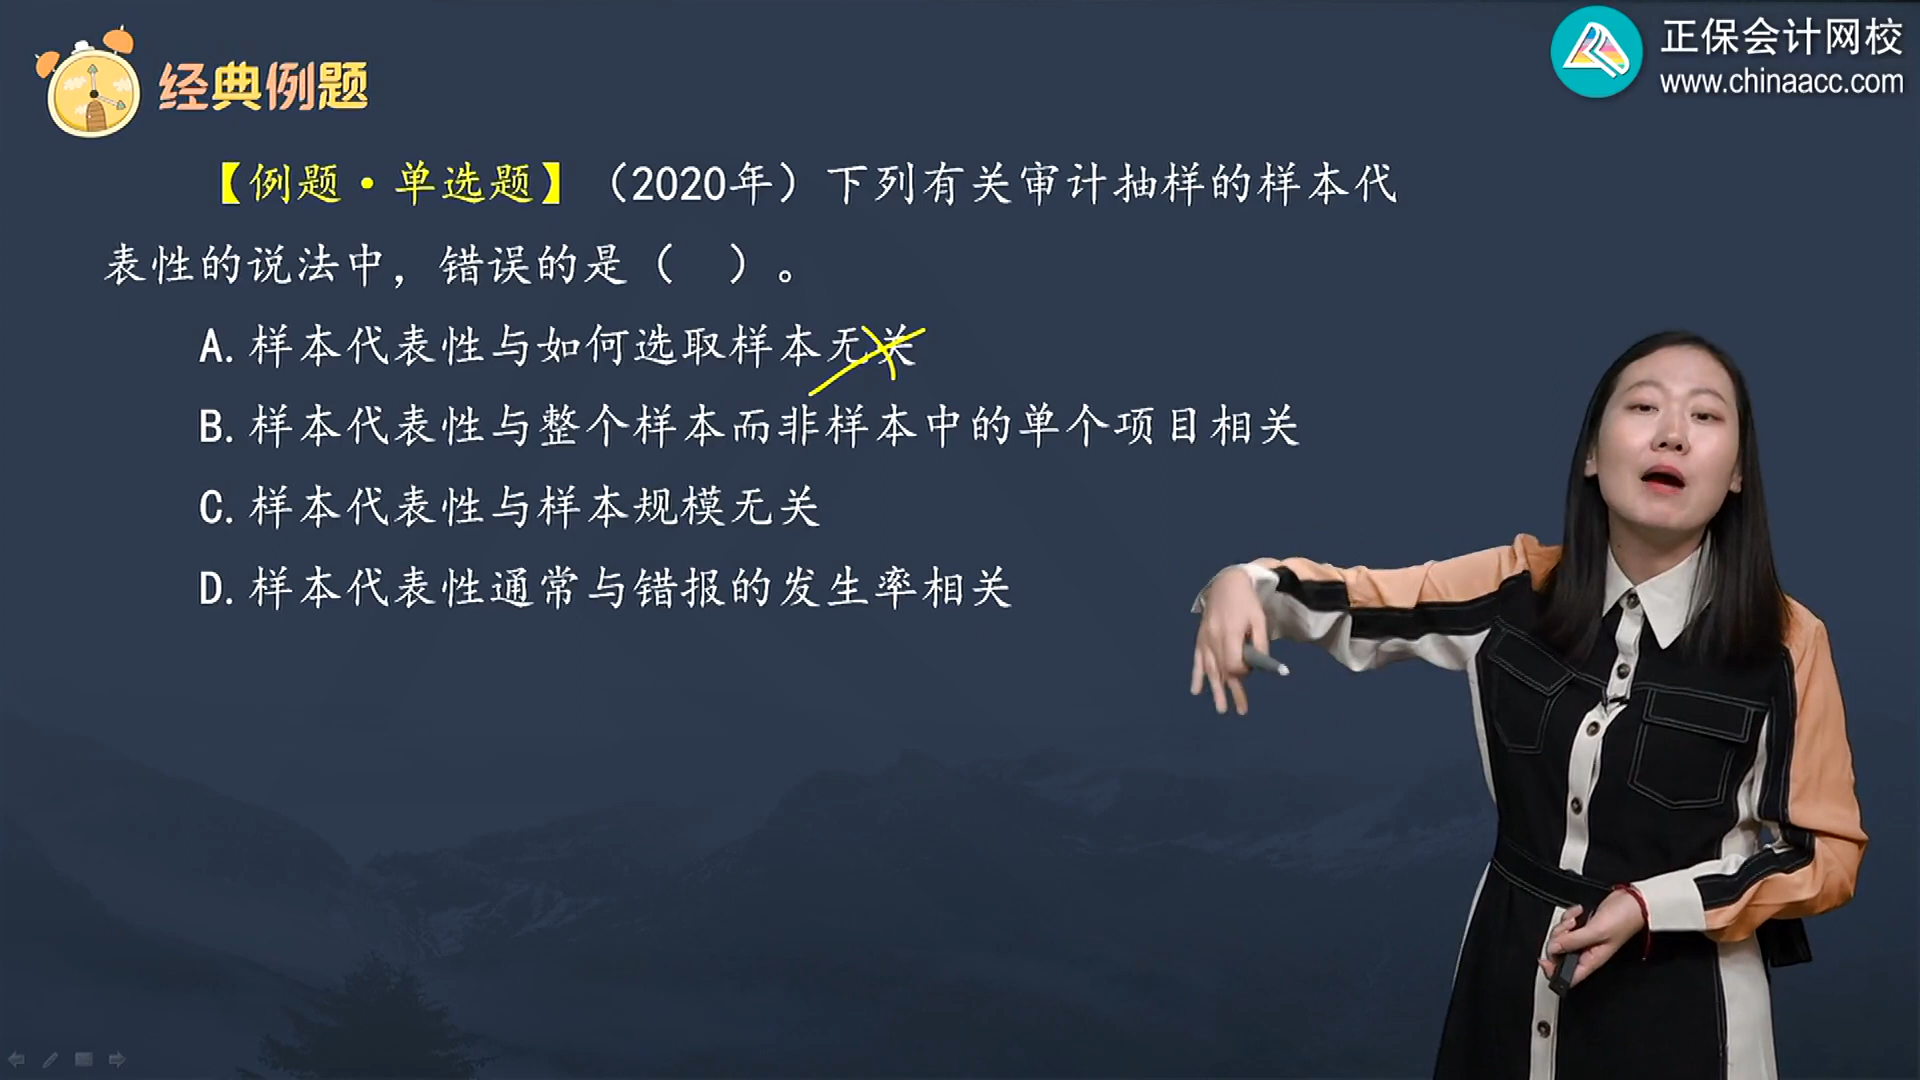 经典例题
正保会计网校
www.chinaacc.com
【例题·单选题】（2020年）下列有关审计抽样的样本代
表性的说法中，错误的是（　）。
A.样本代表性与如何选取样本无关
B.样本代表性与整个样本而非样本中的单个项目相关
C.样本代表性与样本规模无关
D.样本代表性通常与错报的发生率相关